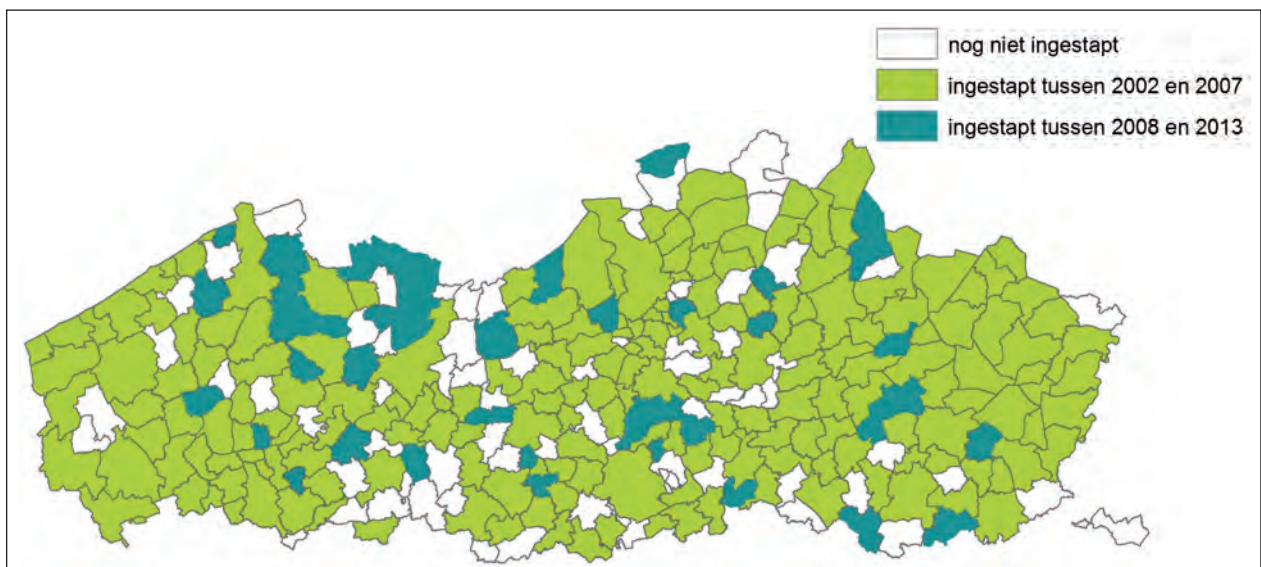 nog niet ingestapt
ingestapt tussen 2002 en 2007
ingestapt tussen 2008 en 2013